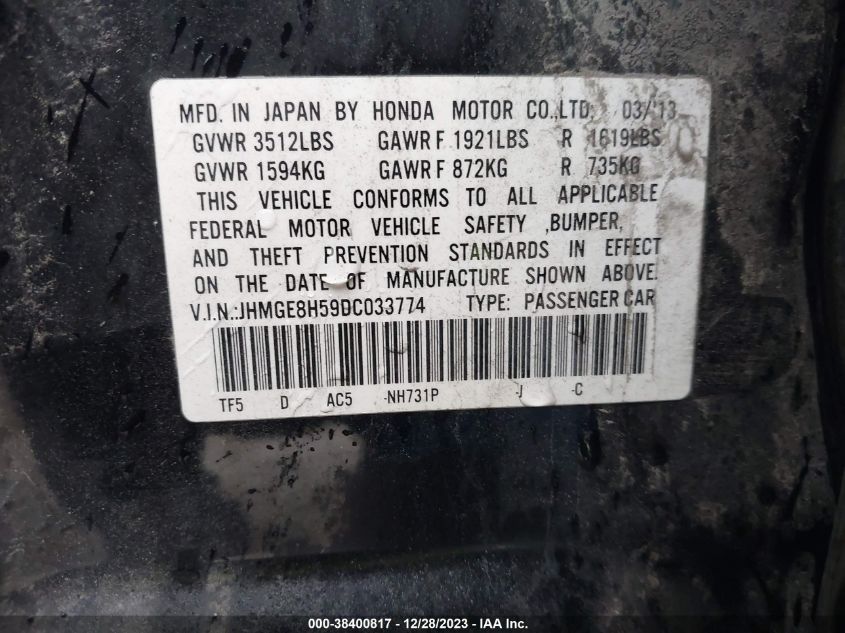 MFD. IN JAPAN BY HONDA MOTOR CO.,LTD. 03/'13
GVWR 3512LBS GAWR F 1921LBS R 1619LBS
GVWR 1594KG GAWR F 872KG R 735KG
THIS VEHICLE CONFORMS TO ALL APPLICABLE
FEDERAL MOTOR VEHICLE SAFETY ,BUMPER,
AND THEFT PREVENTION STANDARDS IN EFFECT
ON THE DATE OF MANUFACTURE SHOWN ABOVE.
V.I.N.:JHMGE8H59DC033774 TYPE: PASSENGER CAR
TF5 D AC5 -NH731P -J -C
000-38400817 - 12/28/2023 - IAA Inc.